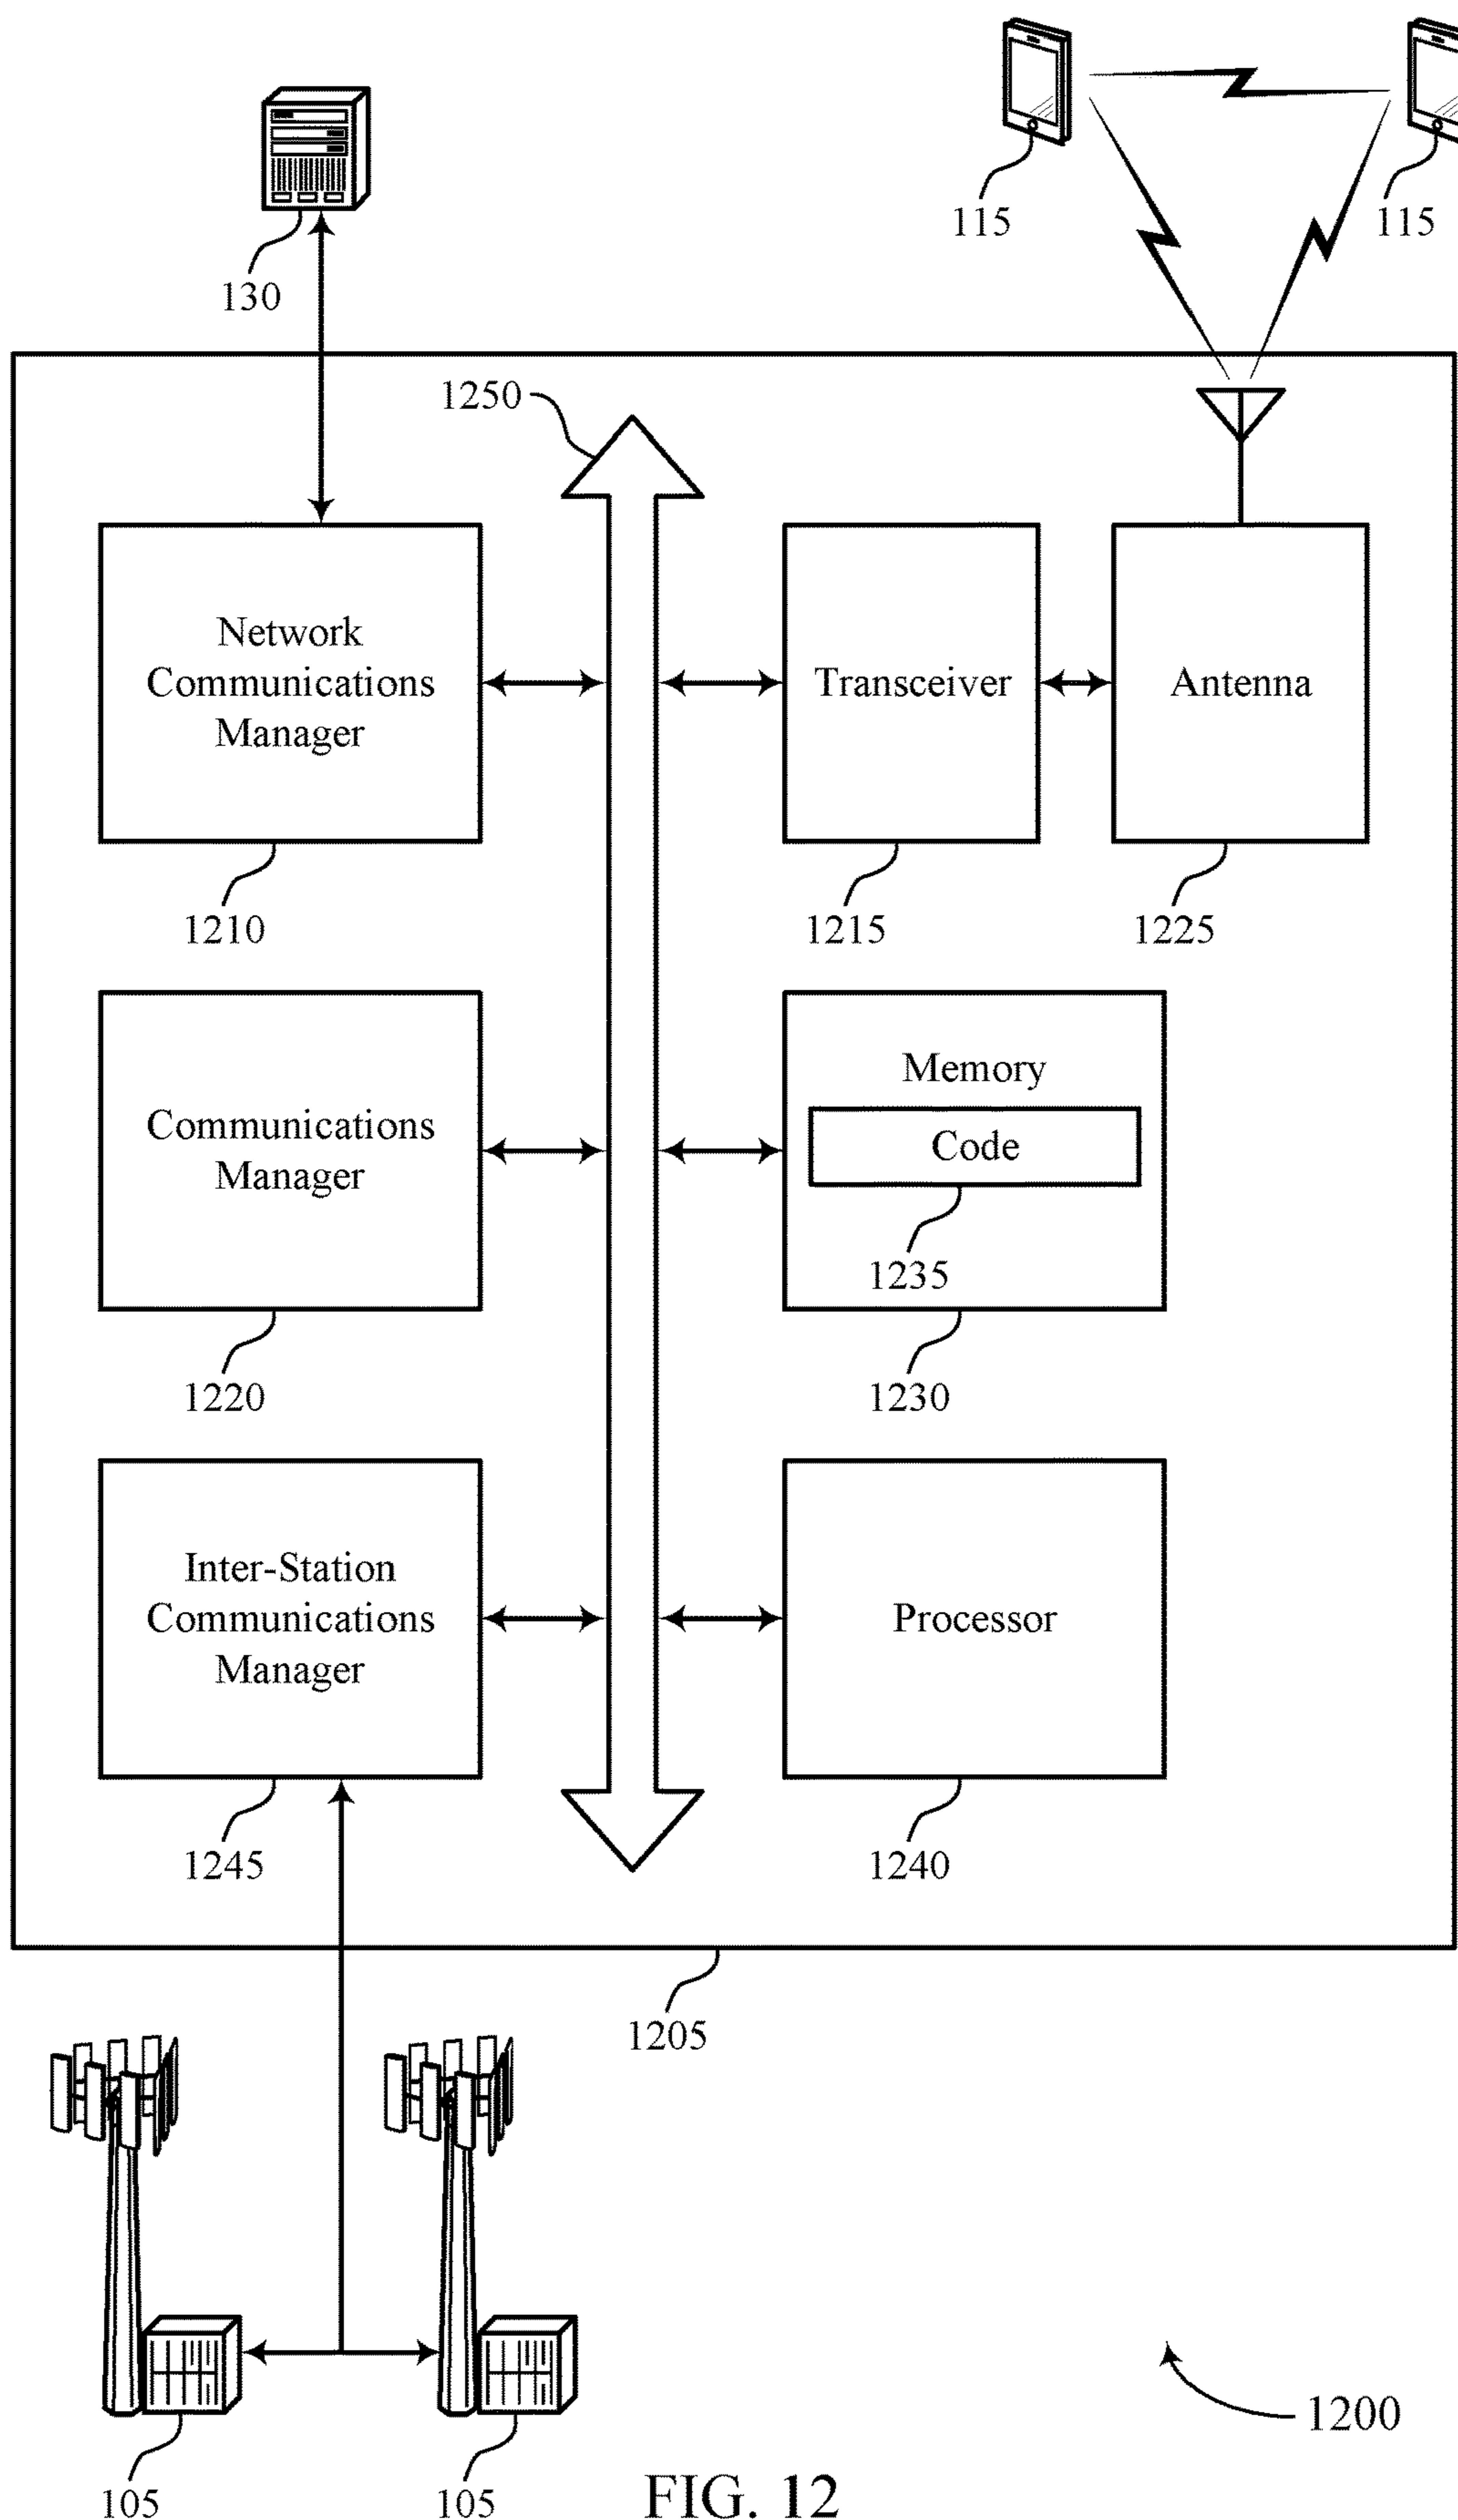 115
115
130
1250
Network
Communications
Manager
Transceiver
Antenna
1210
1215
1225
Communications
Manager
Memory
Code
1235
1220
1230
Inter-Station
Communications
Manager
Processor
1245
1240
1205
1200
105
105
FIG. 12